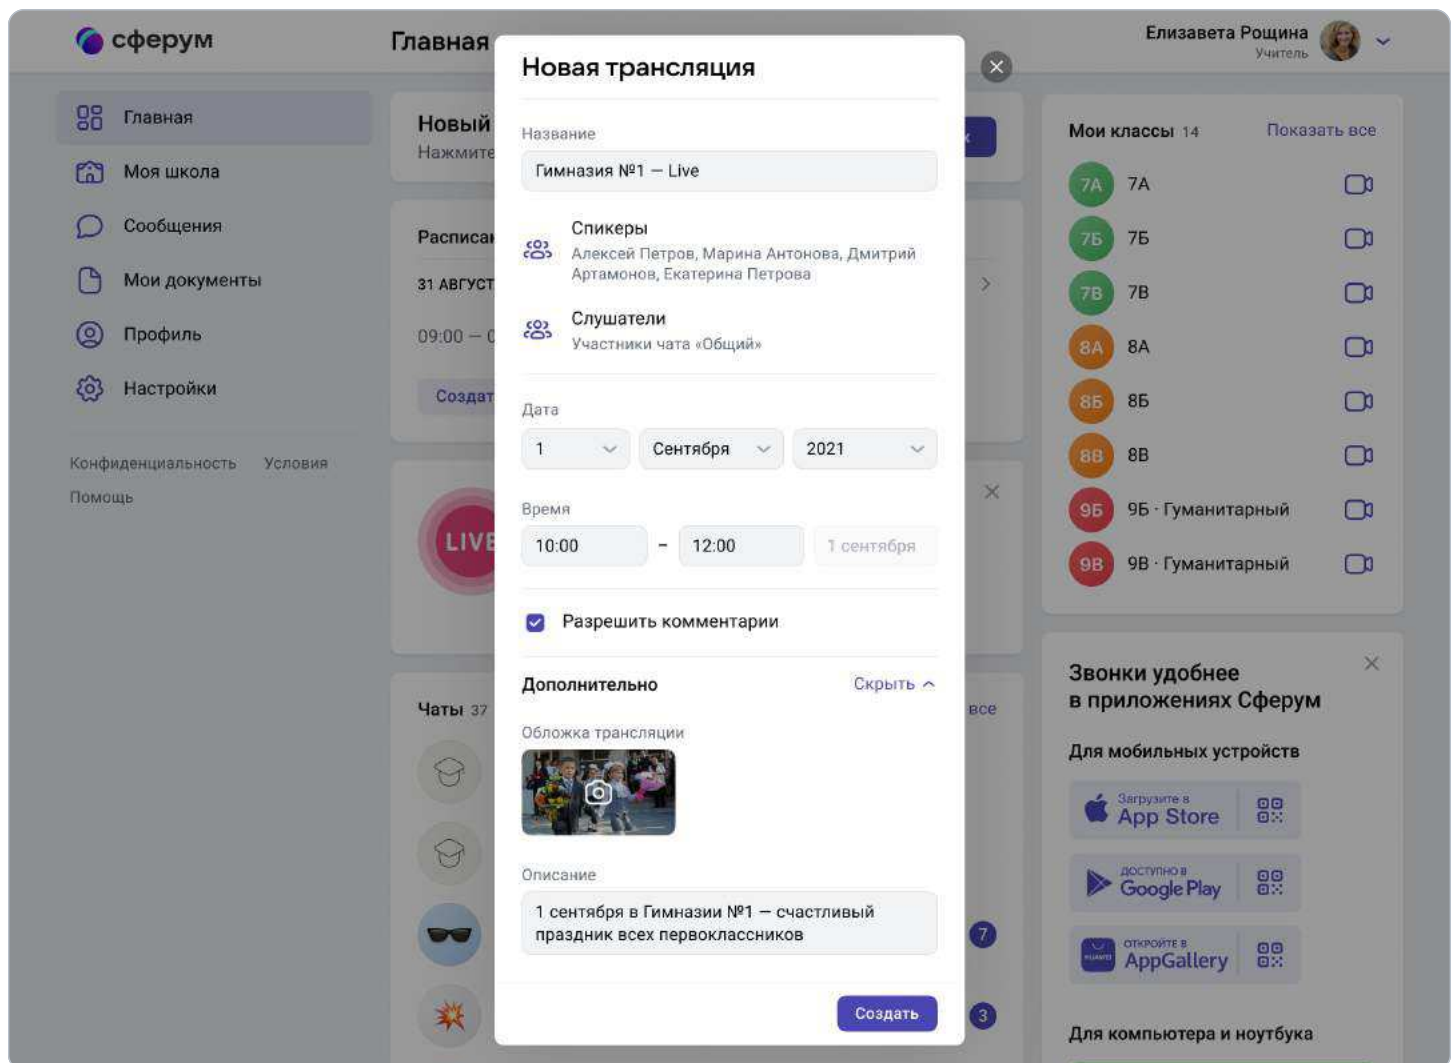 сферум
Главная
Елизавета Рощина
Учитель
Главная
Моя школа
Сообщения
Мои документы
Профиль
Настройки
Конфиденциальность Условия
Помощь
Новый
Нажмите
31 АВГУСТ
09:00 —
LIVE
Чаты 37
все
Новая трансляция
Название
Гимназия №1 — Live
Спикеры
Алексей Петров, Марина Антонова, Дмитрий
Артамонов, Екатерина Петрова
Слушатели
Участники чата «Общий»
Дата
1 Сентября 2021
Время
10:00 – 12:00 1 сентября
Разрешить комментарии
Дополнительно Скрыть
Обложка трансляции
Описание
1 сентября в Гимназии №1 — счастливый
праздник всех первоклассников
Создать
7
3
Мои классы 14 Показать все
7А 7А
7Б 7Б
7В 7В
8А 8А
8Б 8Б
8В 8В
9Б 9Б · Гуманитарный
9В 9В · Гуманитарный
Звонки удобнее
в приложениях Сферум
Для мобильных устройств
Загрузите в
App Store
ДОСТУПНО В
Google Play
ОТКРОЙТЕ В
AppGallery
HUAWEI
Для компьютера и ноутбука